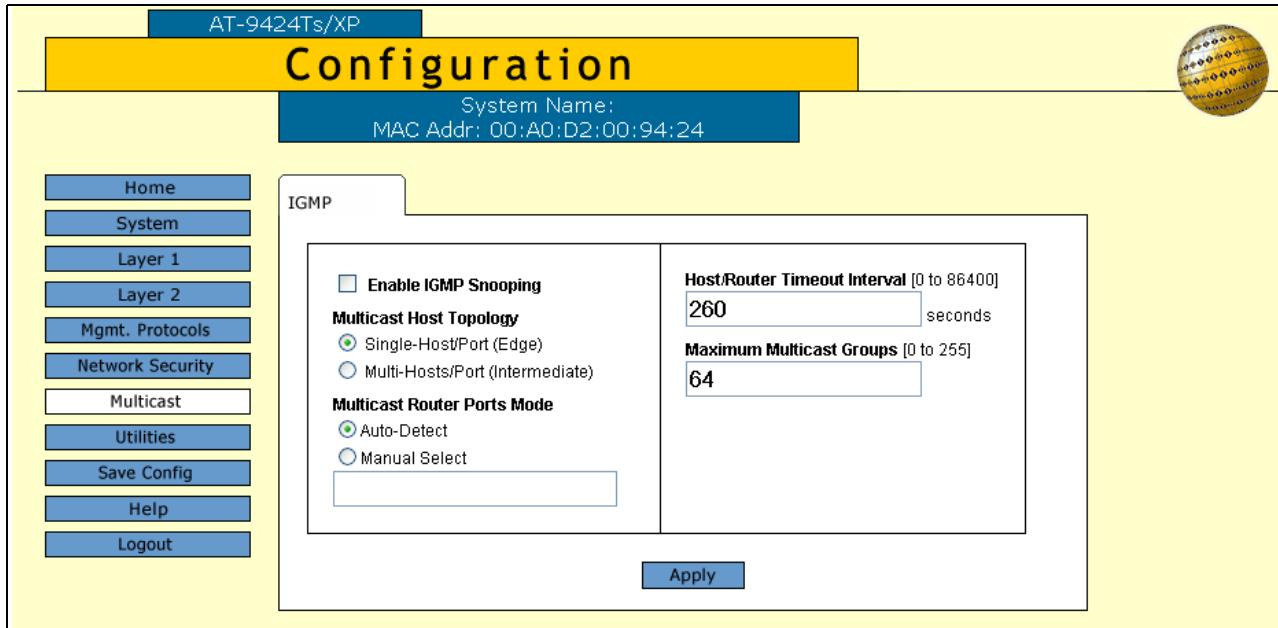 AT-9424Ts/XP
Configuration
System Name:
MAC Addr: 00:A0:D2:00:94:24
Home
System
Layer 1
Layer 2
Mgmt. Protocols
Network Security
Multicast
Utilities
Save Config
Help
Logout
IGMP
Enable IGMP Snooping
Multicast Host Topology
Single-Host/Port (Edge)
Multi-Hosts/Port (Intermediate)
Multicast Router Ports Mode
Auto-Detect
Manual Select
Host/Router Timeout Interval [0 to 86400]
260 seconds
Maximum Multicast Groups [0 to 255]
64
Apply